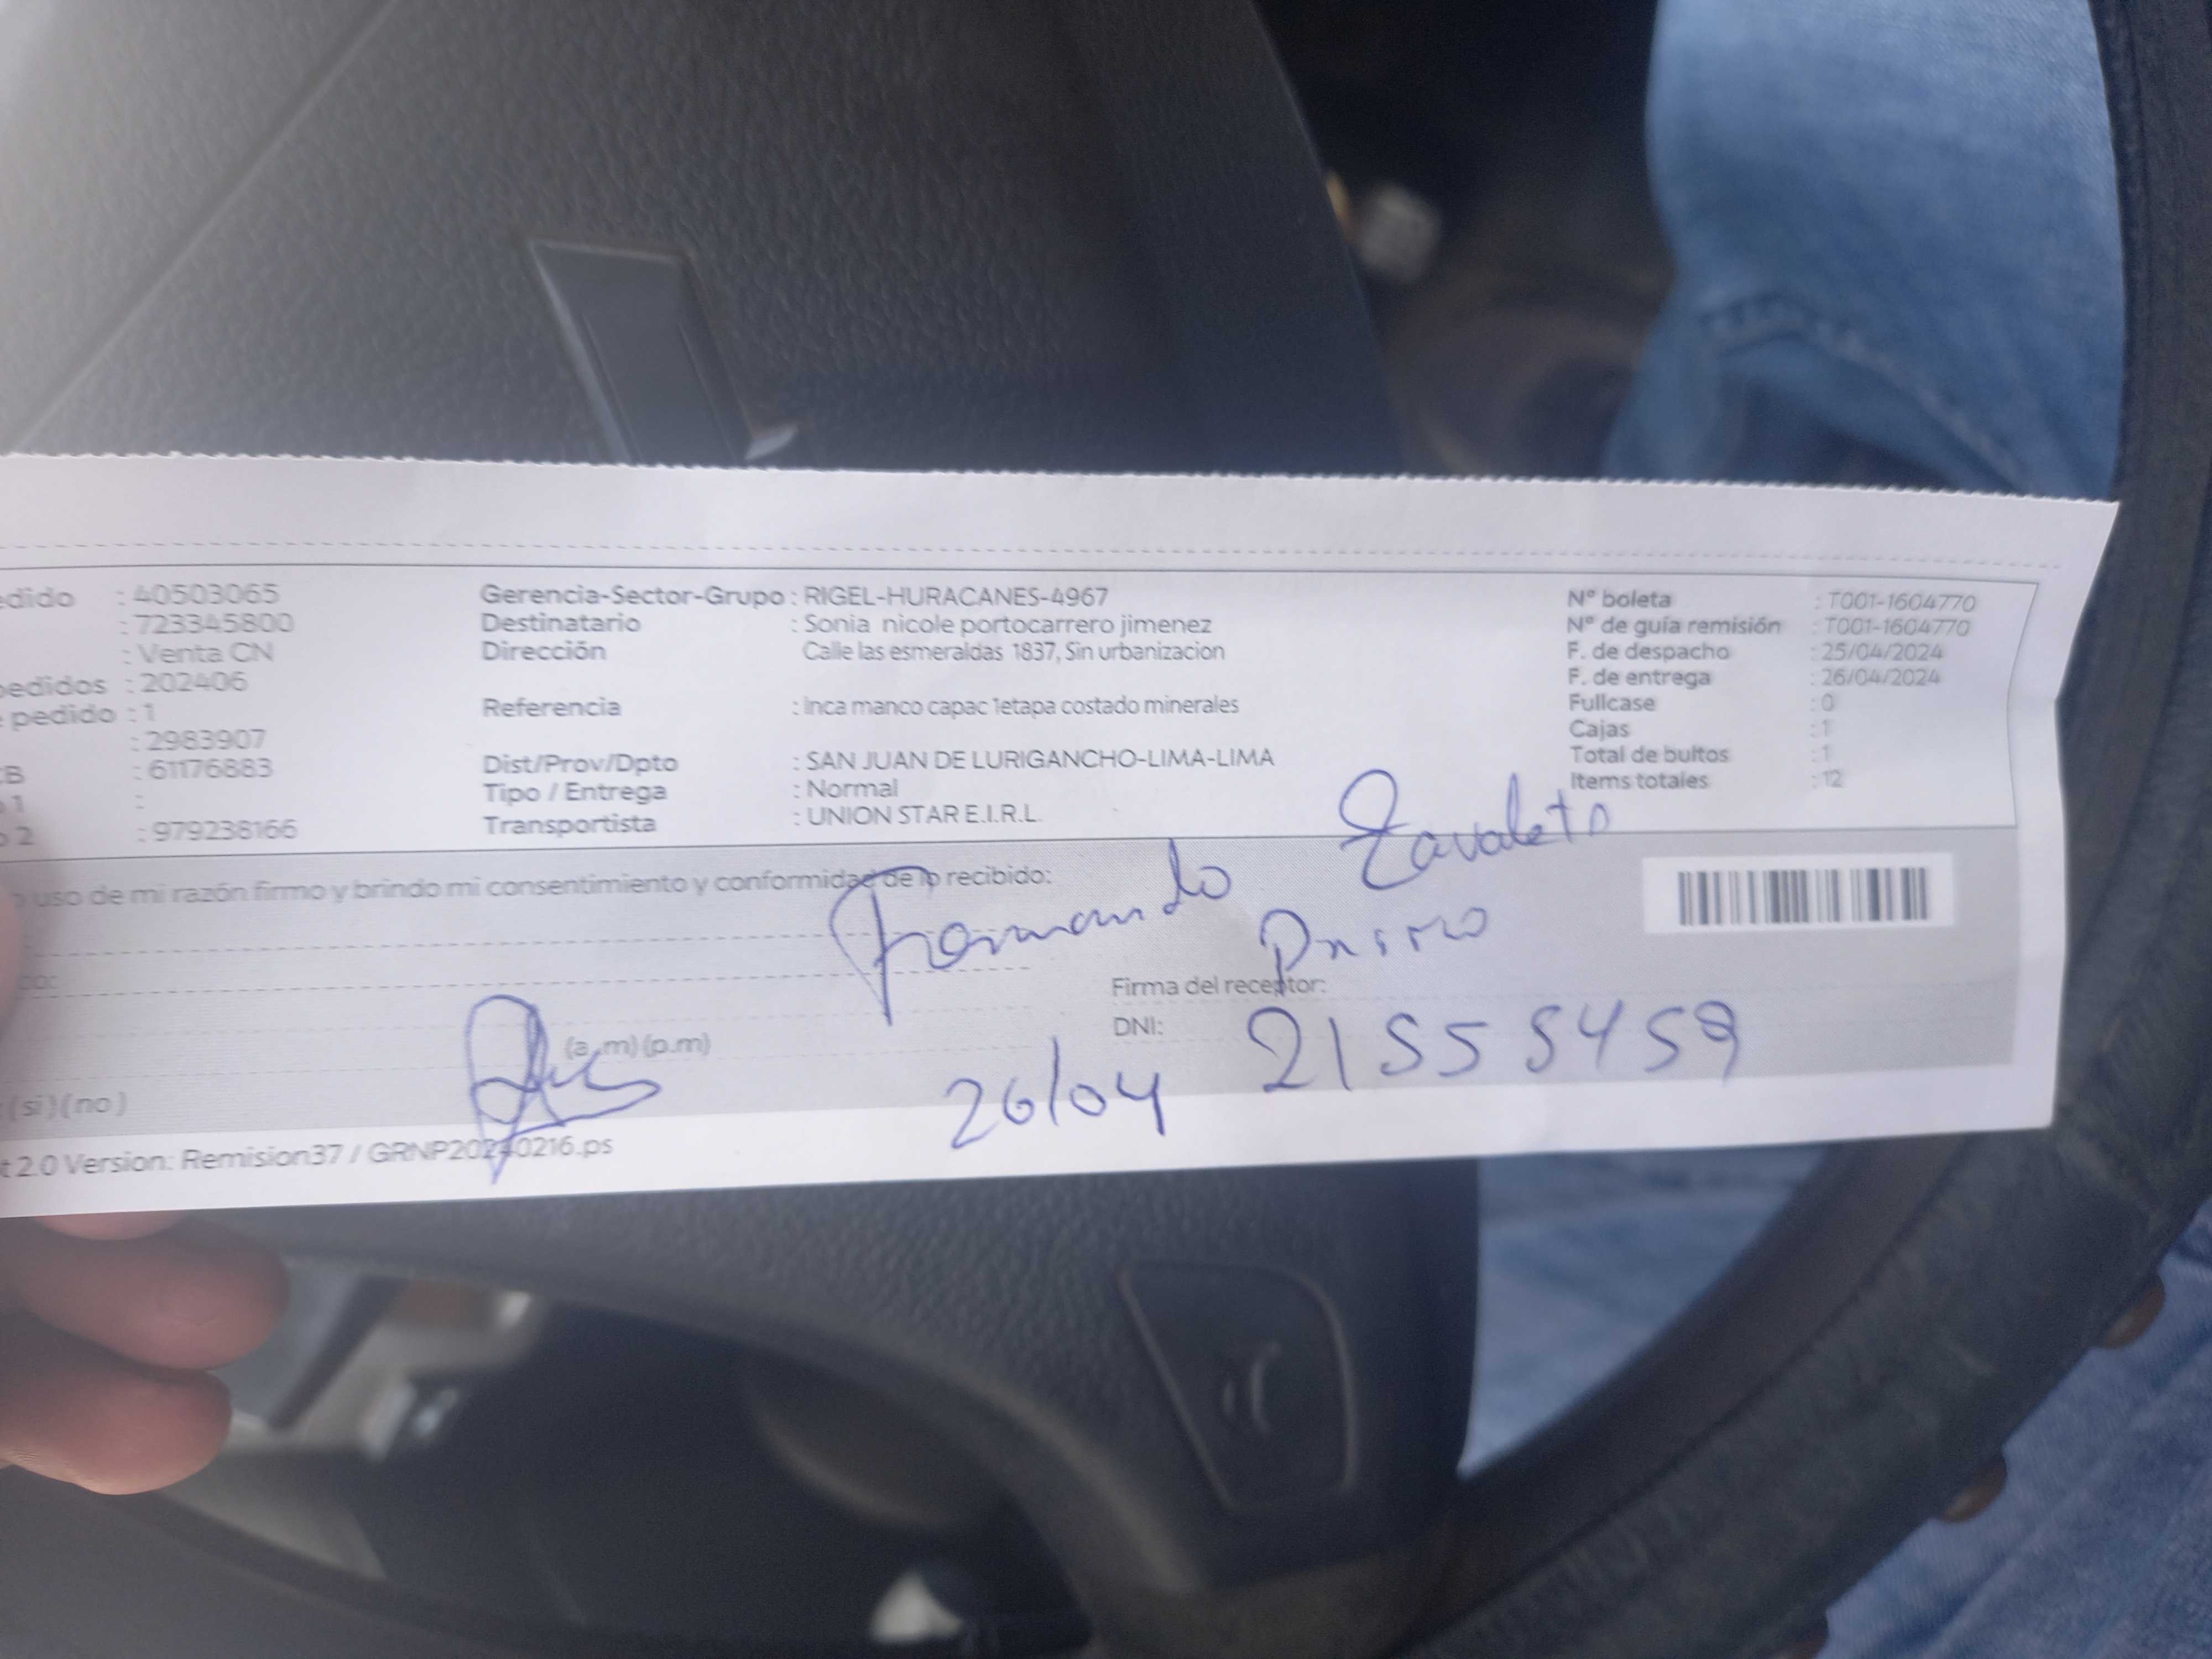 edido : 40503065
: 723345800
: Venta CN
pedidos : 202406
e pedido : 1
: 2983907
CB : 61176883
o 1 :
o 2 : 979238166
Gerencia-Sector-Grupo : RIGEL-HURACANES-4967
Destinatario : Sonia nicole portocarrero jimenez
Dirección Calle las esmeraldas 1837, Sin urbanizacion
Referencia : Inca manco capac 1etapa costado minerales
Dist/Prov/Dpto : SAN JUAN DE LURIGANCHO-LIMA-LIMA
Tipo / Entrega : Normal
Transportista : UNION STAR E.I.R.L.
Nº boleta : T001-1604770
Nº de guía remisión : T001-1604770
F. de despacho : 25/04/2024
F. de entrega : 26/04/2024
Fullcase : 0
Cajas : 1
Total de bultos : 1
Items totales : 12
o uso de mi razón firmo y brindo mi consentimiento y conformidad de lo recibido:
Fernando Zavaleta
Firma del receptor:
(a.m) (p.m)
DNI: 21555459
26/04
(si) (no)
t 2.0 Version: Remision37 / GRNP20240216.ps